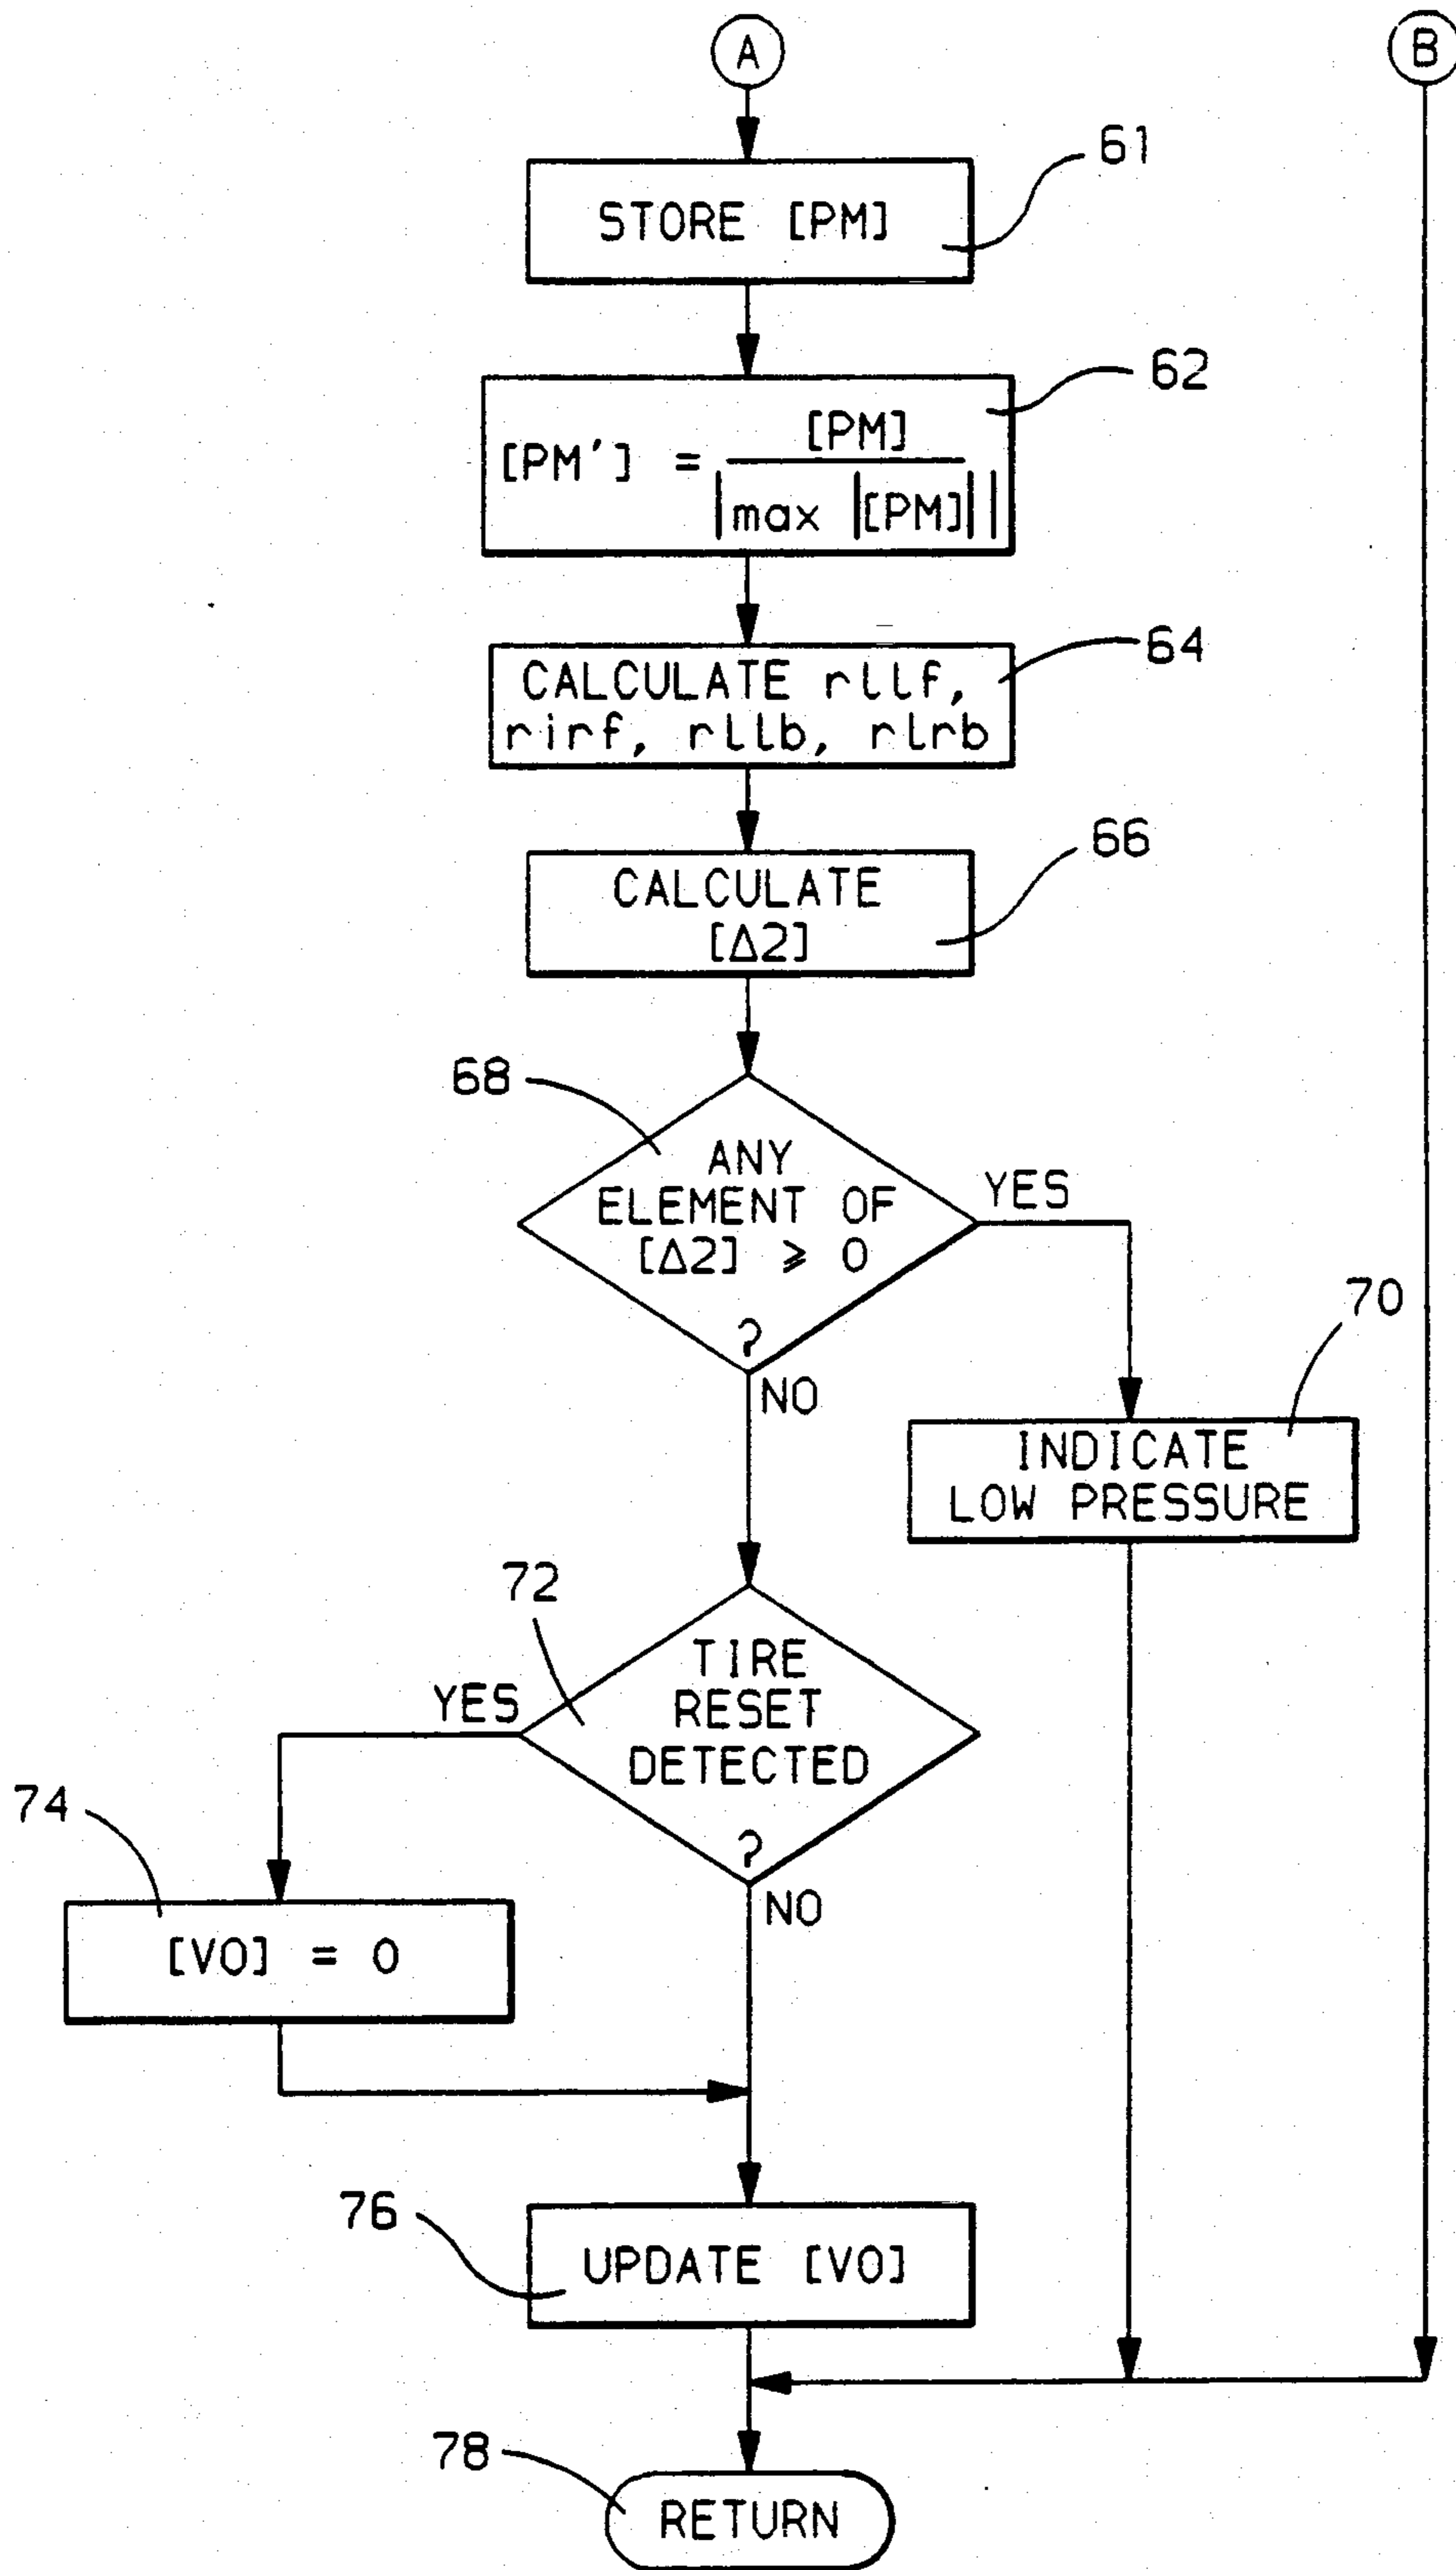 A
B
61
STORE [PM]
62
[PM'] = [PM]
|max |[PM]||
64
CALCULATE rllf,
rirf, rllb, rlrb
66
CALCULATE
[Δ2]
68
ANY
ELEMENT OF
[Δ2] ⩾ 0
?
YES
NO
70
INDICATE
LOW PRESSURE
72
TIRE
RESET
DETECTED
?
YES
NO
74
[VO] = 0
76
UPDATE [VO]
78
RETURN